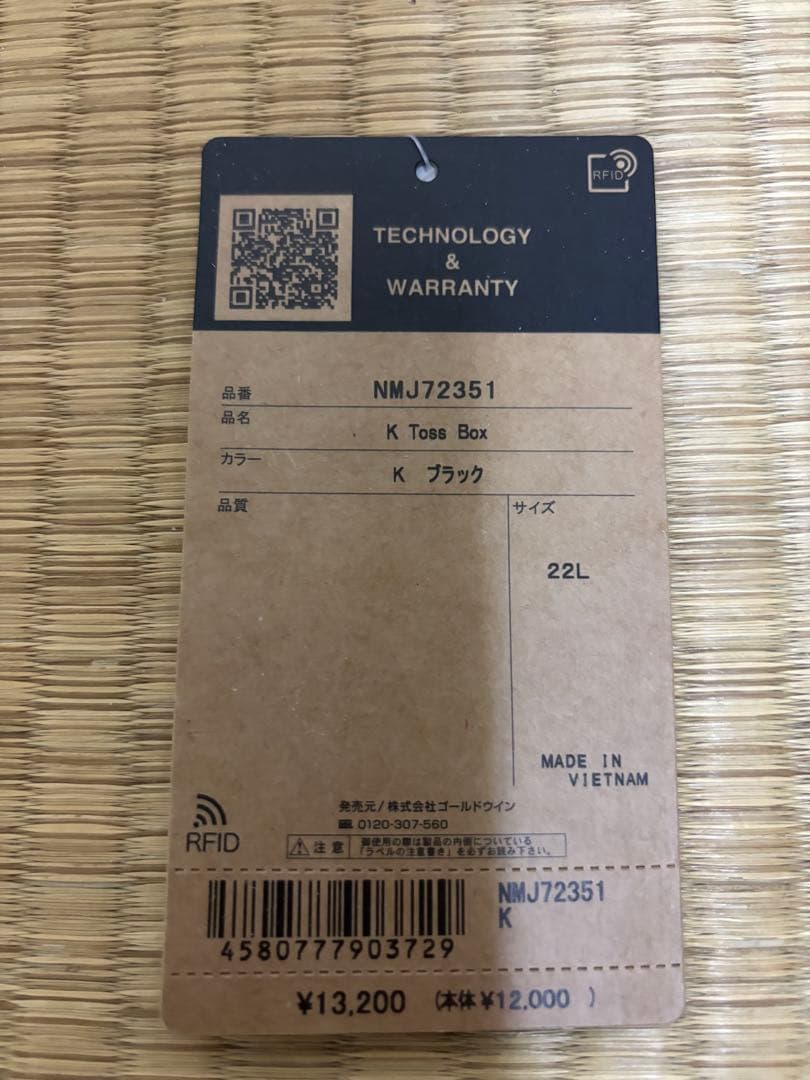 RFID
TECHNOLOGY
&
WARRANTY
品番 NMJ72351
品名
K Toss Box
カラー
K ブラック
品質
サイズ
22L
MADE IN
VIETNAM
発売元/株式会社ゴールドウイン
0120-307-560
RFID
注意
御使用の際は製品の内側についている
「ラベルの注意書き」を必ずお読み下さい。
NMJ72351
K
4580777903729
¥13,200 (本体¥12,000 )